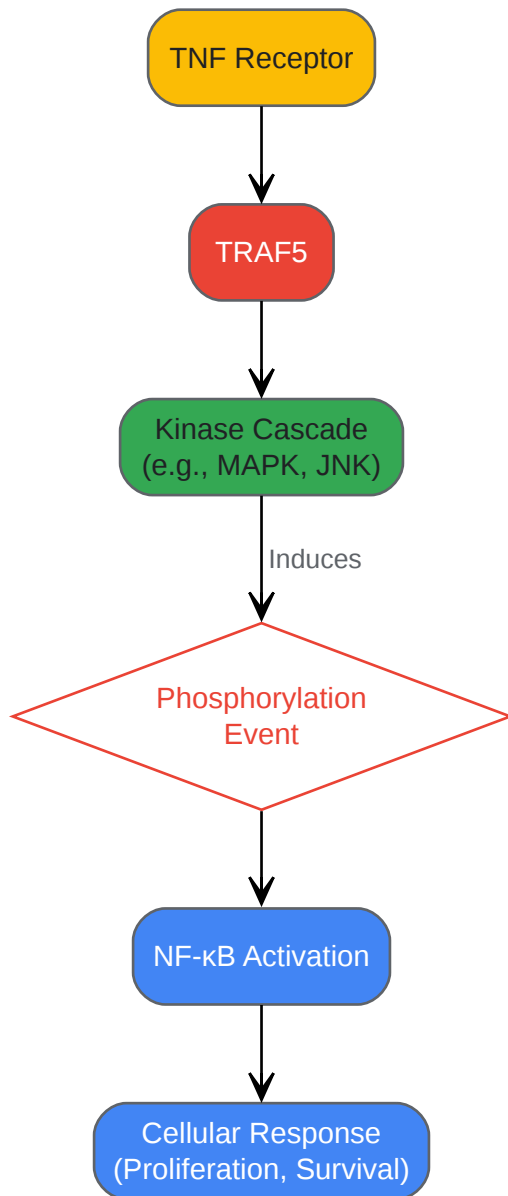 TNF Receptor
TRAF5
Kinase Cascade
(e.g., MAPK, JNK)
Induces
Phosphorylation
Event
NF-κB Activation
Cellular Response
(Proliferation, Survival)